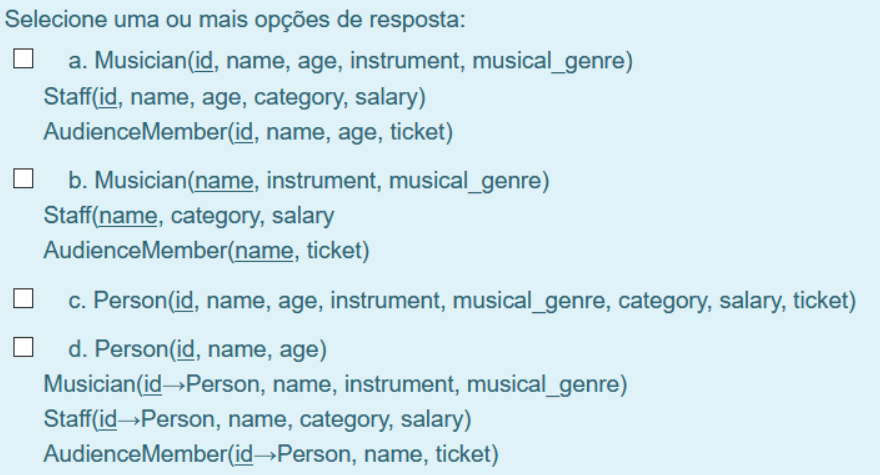 Selecione uma ou mais opções de resposta:
a. Musician(id, name, age, instrument, musical_genre)
Staff(id, name, age, category, salary)
AudienceMember(id, name, age, ticket)
b. Musician(name, instrument, musical_genre)
Staff(name, category, salary
AudienceMember(name, ticket)
c. Person(id, name, age, instrument, musical_genre, category, salary, ticket)
d. Person(id, name, age)
Musician(id→Person, name, instrument, musical_genre)
Staff(id→Person, name, category, salary)
AudienceMember(id→Person, name, ticket)